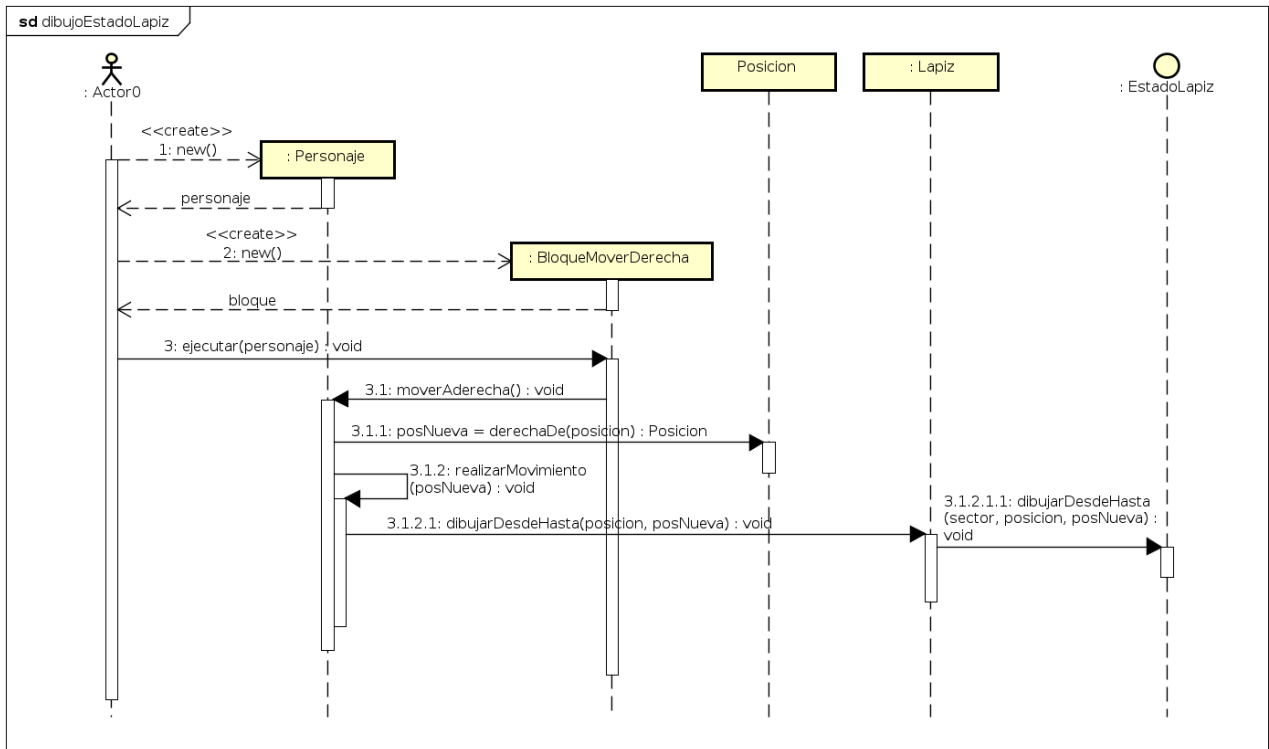 sd dibujoEstadoLapiz
: Actor0
Posicion
: Lapiz
: EstadoLapiz
<<create>>
1: new()
: Personaje
personaje
<<create>>
2: new()
: BloqueMoverDerecha
bloque
3: ejecutar(personaje) : void
3.1: moverAderecha() : void
3.1.1: posNueva = derechaDe(posicion) : Posicion
3.1.2: realizarMovimiento
(posNueva) : void
3.1.2.1: dibujarDesdeHasta(posicion, posNueva) : void
3.1.2.1.1: dibujarDesdeHasta
(sector, posicion, posNueva) :
void